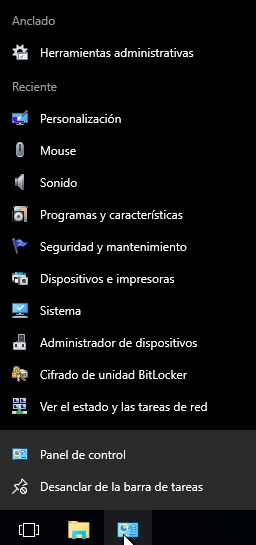 Anclado
Herramientas administrativas
Reciente
Personalización
Mouse
Sonido
Programas y características
Seguridad y mantenimiento
Dispositivos e impresoras
Sistema
Administrador de dispositivos
Cifrado de unidad BitLocker
Ver el estado y las tareas de red
Panel de control
Desanclar de la barra de tareas